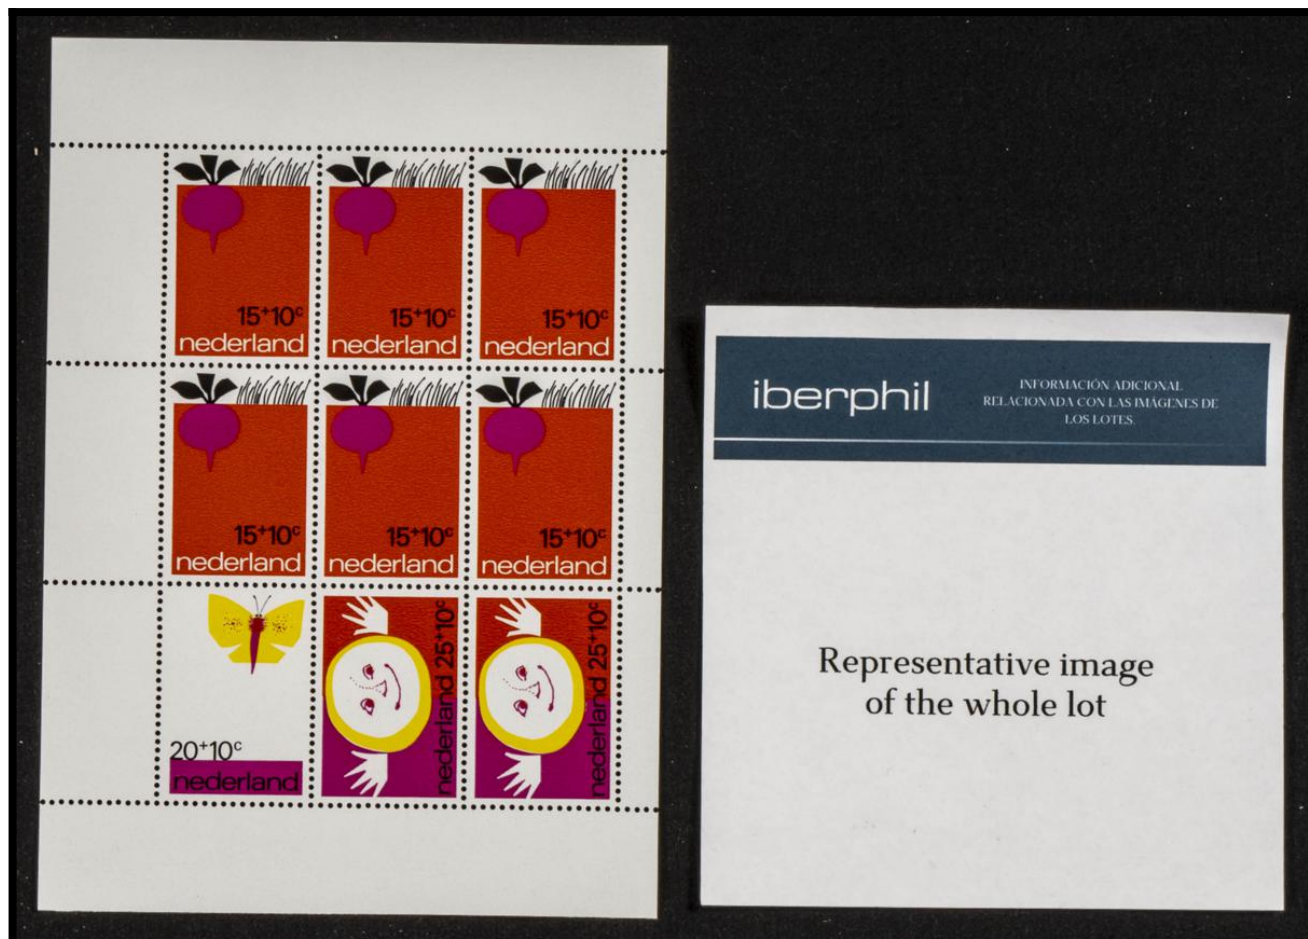 15+10c
nederland
15+10c
nederland
15+10c
nederland
15+10c
nederland
15+10c
nederland
15+10c
nederland
20+10c
nederland
nederland 25+10c
nederland 25+10c
iberphil
INFORMACIÓN ADICIONAL
RELACIONADA CON LAS IMÁGENES DE
LOS LOTES.
Representative image
of the whole lot